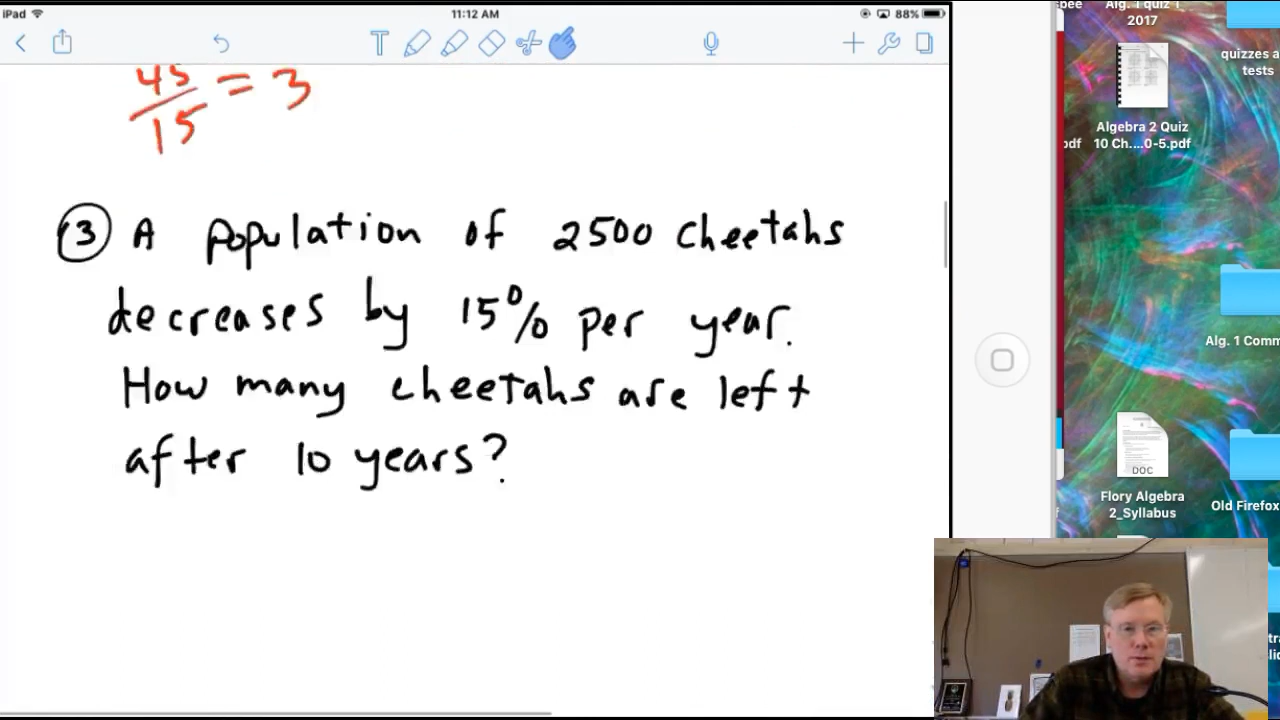 iPad
11:12 AM
88%
T
45
15 = 3
3 A population of 2500 cheetahs
decreases by 15% per year.
How many cheetahs are left
after 10 years?
Alg. 1 quiz 1
2017
quizzes a
tests
Algebra 2 Quiz
10 Ch....0-5.pdf
Alg. 1 Comm
DOC
Flory Algebra
2_Syllabus
Old Firefox